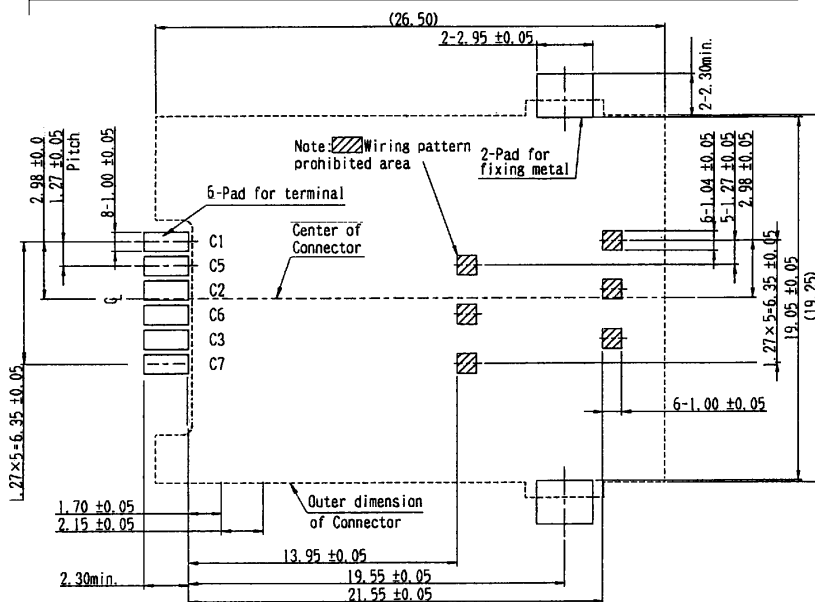 (26.50)
2-2.95 ±0.05
2-2.30min.
2.98 ±0.0
1.27 ±0.05
Pitch
8-1.00 ±0.05
Note: Wiring pattern
prohibited area
2-Pad for
fixing metal
6-1.04 ±0.05
5-1.27 ±0.05
2.98 ±0.05
6-Pad for terminal
Center of
Connector
C1
C5
C2
C6
C3
C7
CL
1.27×5=6.35 ±0.05
1.27×5=6.35 ±0.05
19.05 ±0.05
(19.25)
6-1.00 ±0.05
Outer dimension
of Connector
1.70 ±0.05
2.15 ±0.05
13.95 ±0.05
2.30min.
19.55 ±0.05
21.55 ±0.05